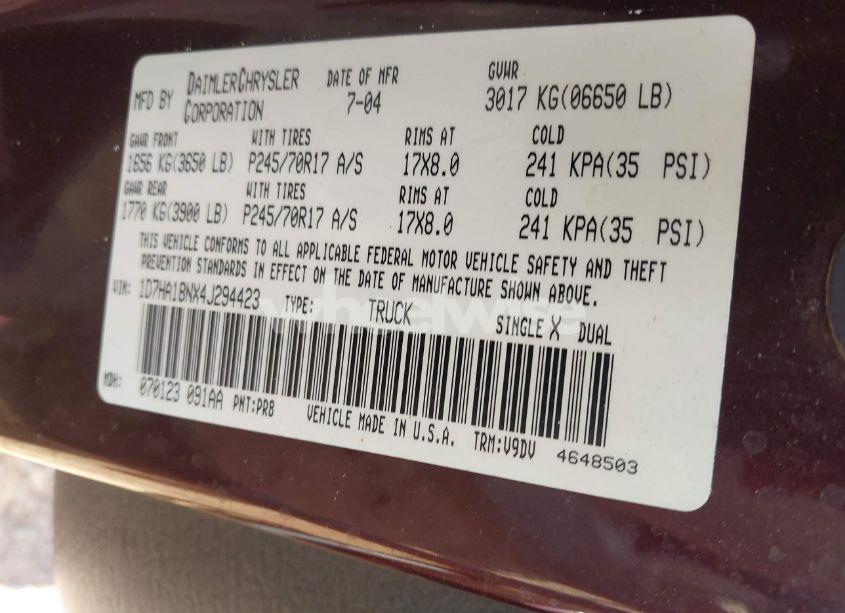 MFD BY DAIMLERCHRYSLER CORPORATION DATE OF MFR 7-04 GVWR 3017 KG(06650 LB)
GAWR FRONT WITH TIRES RIMS AT COLD
1656 KG(3650 LB) P245/70R17 A/S 17X8.0 241 KPA(35 PSI)
GAWR REAR WITH TIRES RIMS AT COLD
1770 KG(3900 LB) P245/70R17 A/S 17X8.0 241 KPA(35 PSI)
THIS VEHICLE CONFORMS TO ALL APPLICABLE FEDERAL MOTOR VEHICLE SAFETY AND THEFT
PREVENTION STANDARDS IN EFFECT ON THE DATE OF MANUFACTURE SHOWN ABOVE.
VIN: 1D7HA18NX4J294423 TYPE: TRUCK SINGLE X DUAL
MDH: 070123 091AA PNT:PR8 VEHICLE MADE IN U.S.A. TRM:V9DV 4648503